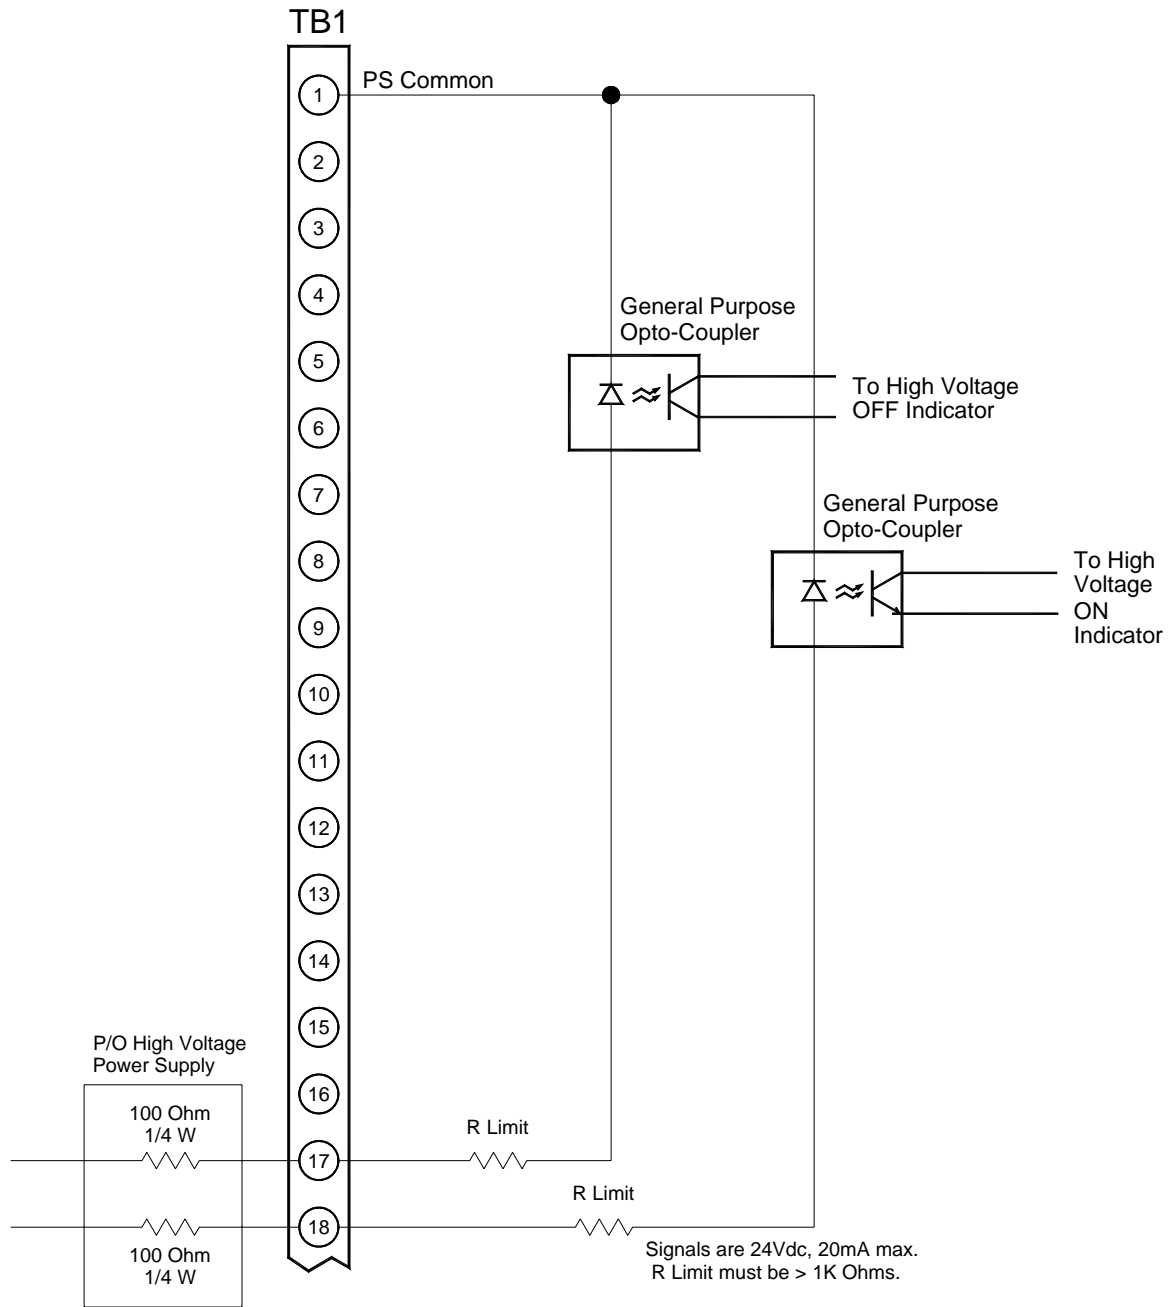 TB1
PS Common
1
2
3
4
General Purpose
Opto-Coupler
5
To High Voltage
OFF Indicator
6
7
General Purpose
Opto-Coupler
8
To High
Voltage
ON
Indicator
9
10
11
12
13
14
15
P/O High Voltage
Power Supply
16
100 Ohm
1/4 W
R Limit
17
R Limit
18
100 Ohm
1/4 W
Signals are 24Vdc, 20mA max.
R Limit must be > 1K Ohms.